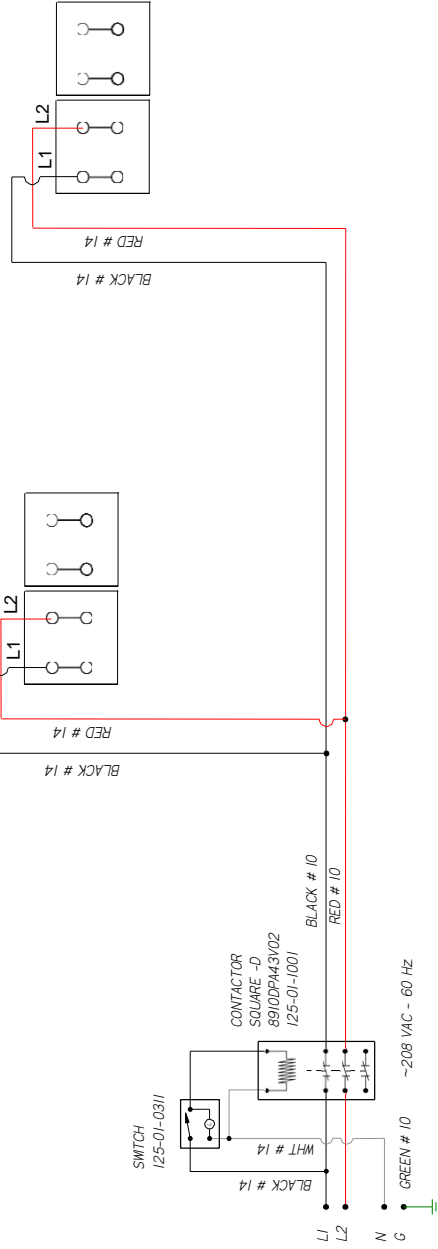 L2
L1
RED # 14
BLACK # 14
L2
L1
RED # 14
BLACK # 14
BLACK # 10
RED # 10
CONTACTOR
SQUARE -D
8910DPA43V02
125-01-1001
~208 VAC - 60 Hz
SWITCH
125-01-0311
WHT # 14
BLACK # 14
GREEN # 10
L1
L2
N
G